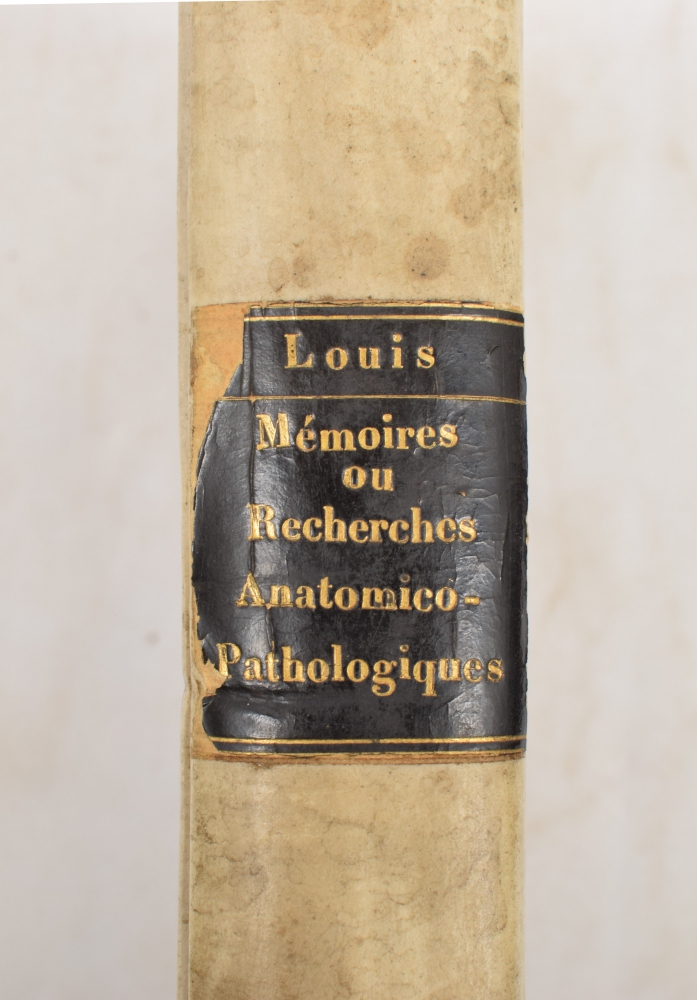 Louis
Mémoires
ou
Recherches
Anatomico-
Pathologiques